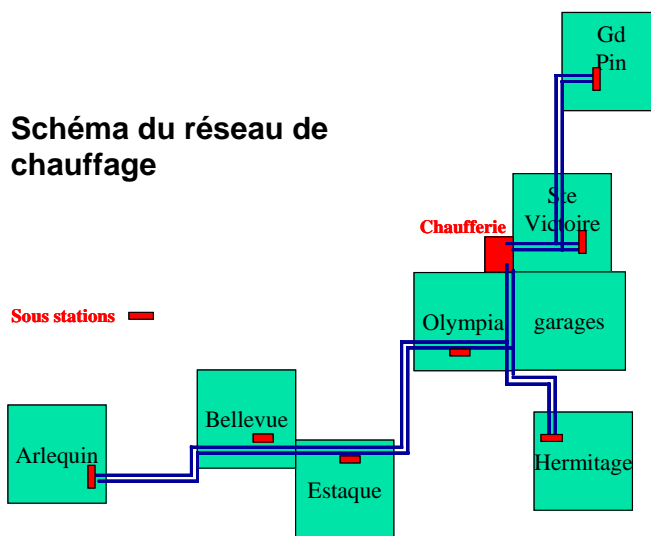 Gd
Pin
Schéma du réseau de
chauffage
Ste
Victoire
Chaufferie
Sous stations
Olympia
garages
Bellevue
Arlequin
Estaque
Hermitage